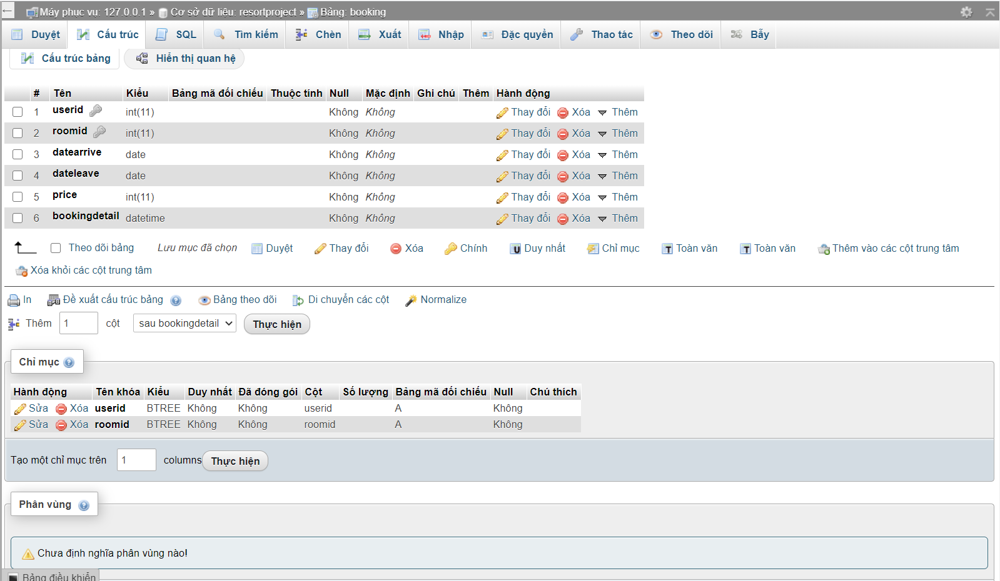 Máy phục vụ: 127.0.0.1 » Cơ sở dữ liệu: resortproject » Bảng: booking
Duyệt Cấu trúc SQL Tìm kiếm Chèn Xuất Nhập Đặc quyền Thao tác Theo dõi Bẫy
Cấu trúc bảng Hiển thị quan hệ
# Tên Kiểu Bảng mã đối chiếu Thuộc tính Null Mặc định Ghi chú Thêm Hành động
1 userid int(11) Không Không Thay đổi Xóa Thêm
2 roomid int(11) Không Không Thay đổi Xóa Thêm
3 datearrive date Không Không Thay đổi Xóa Thêm
4 dateleave date Không Không Thay đổi Xóa Thêm
5 price int(11) Không Không Thay đổi Xóa Thêm
6 bookingdetail datetime Không Không Thay đổi Xóa Thêm
Theo dõi bảng Lưu mục đã chọn Duyệt Thay đổi Xóa Chính Duy nhất Chỉ mục Toàn văn Toàn văn Thêm vào các cột trung tâm
Xóa khỏi các cột trung tâm
In Đề xuất cấu trúc bảng Bảng theo dõi Di chuyển các cột Normalize
Thêm 1 cột sau bookingdetail Thực hiện
Chỉ mục
Hành động Tên khóa Kiểu Duy nhất Đã đóng gói Cột Số lượng Bảng mã đối chiếu Null Chú thích
Sửa Xóa userid BTREE Không Không userid A Không
Sửa Xóa roomid BTREE Không Không roomid A Không
Tạo một chỉ mục trên 1 columns Thực hiện
Phân vùng
Chưa định nghĩa phân vùng nào!
Bảng điều khiển